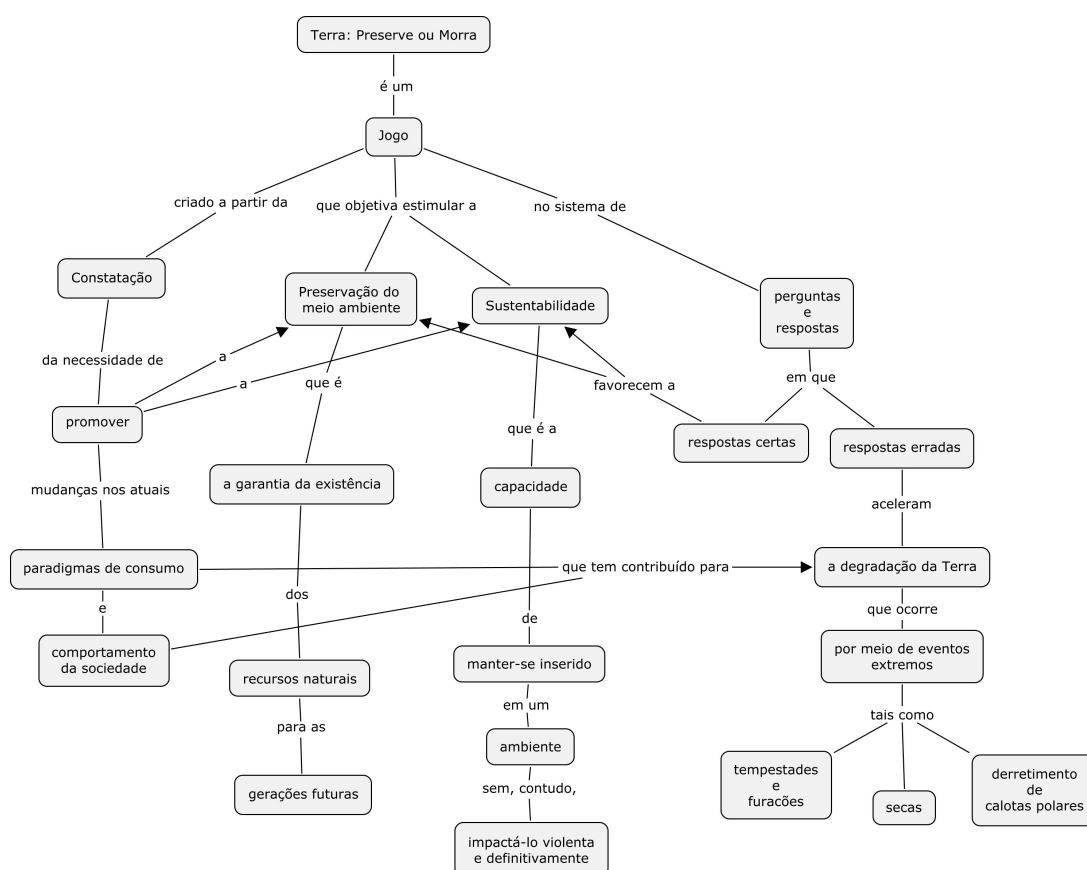 Terra: Preserve ou Morra
é um
Jogo
criado a partir da
que objetiva estimular a
no sistema de
Constatação
Preservação do
meio ambiente
Sustentabilidade
perguntas
e
respostas
da necessidade de
a
a
que é
favorecem a
em que
promover
que é a
respostas certas
respostas erradas
mudanças nos atuais
a garantia da existência
capacidade
aceleram
paradigmas de consumo
que tem contribuído para
a degradação da Terra
e
dos
de
que ocorre
comportamento
da sociedade
recursos naturais
manter-se inserido
por meio de eventos
extremos
para as
em um
tais como
ambiente
gerações futuras
sem, contudo,
tempestades
e
furacões
secas
derretimento
de
calotas polares
impactá-lo violenta
e definitivamente